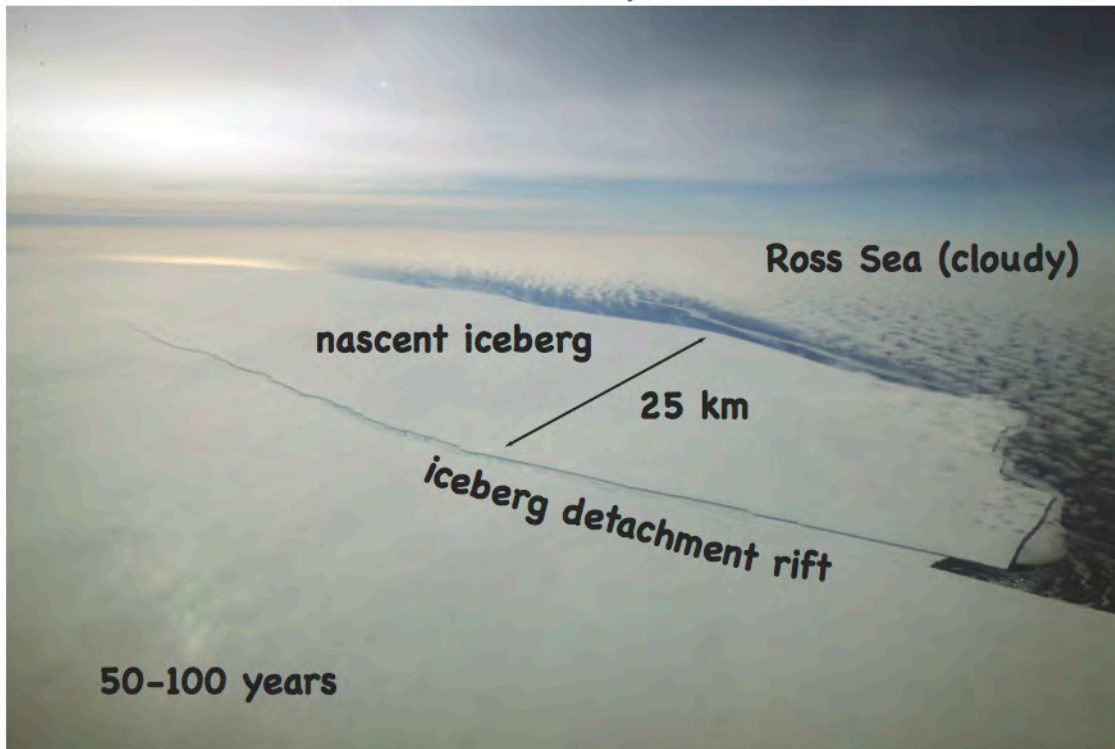 Ross Sea (cloudy)
nascent iceberg
25 km
iceberg detachment rift
50-100 years